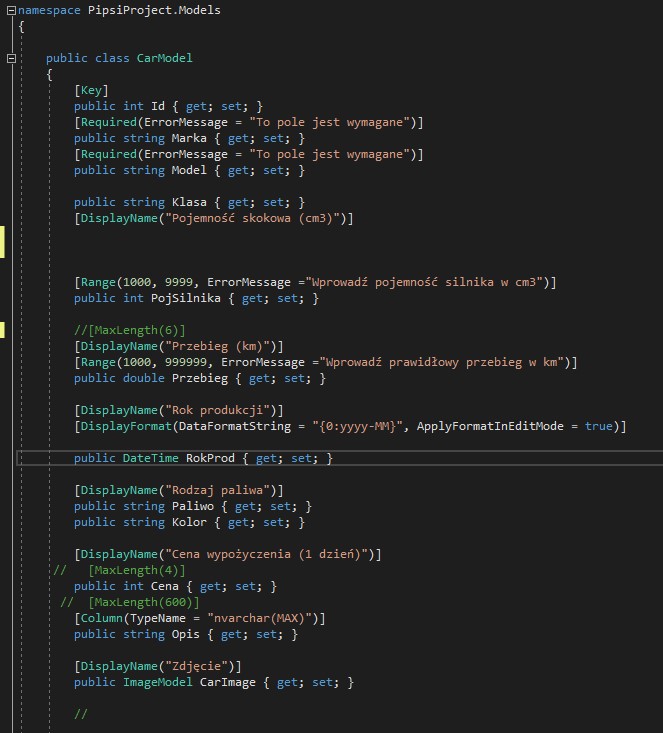 namespace PipsiProject.Models
{
public class CarModel
{
[Key]
public int Id { get; set; }
[Required(ErrorMessage = "To pole jest wymagane")]
public string Marka { get; set; }
[Required(ErrorMessage = "To pole jest wymagane")]
public string Model { get; set; }
public string Klasa { get; set; }
[DisplayName("Pojemność skokowa (cm3)")]
[Range(1000, 9999, ErrorMessage ="Wprowadź pojemność silnika w cm3")]
public int PojSilnika { get; set; }
//[MaxLength(6)]
[DisplayName("Przebieg (km)")]
[Range(1000, 999999, ErrorMessage ="Wprowadź prawidłowy przebieg w km")]
public double Przebieg { get; set; }
[DisplayName("Rok produkcji")]
[DisplayFormat(DataFormatString = "{0:yyyy-MM}", ApplyFormatInEditMode = true)]
public DateTime RokProd { get; set; }
[DisplayName("Rodzaj paliwa")]
public string Paliwo { get; set; }
public string Kolor { get; set; }
[DisplayName("Cena wypożyczenia (1 dzień)")]
//   [MaxLength(4)]
public int Cena { get; set; }
//  [MaxLength(600)]
[Column(TypeName = "nvarchar(MAX)")]
public string Opis { get; set; }
[DisplayName("Zdjęcie")]
public ImageModel CarImage { get; set; }
//